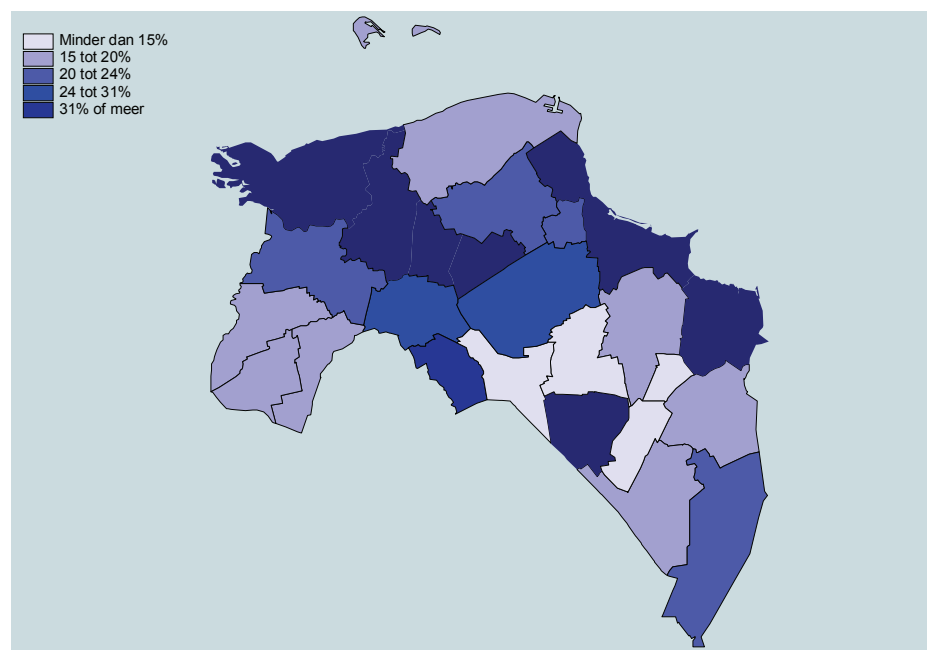 Minder dan 15%
15 tot 20%
20 tot 24%
24 tot 31%
31% of meer